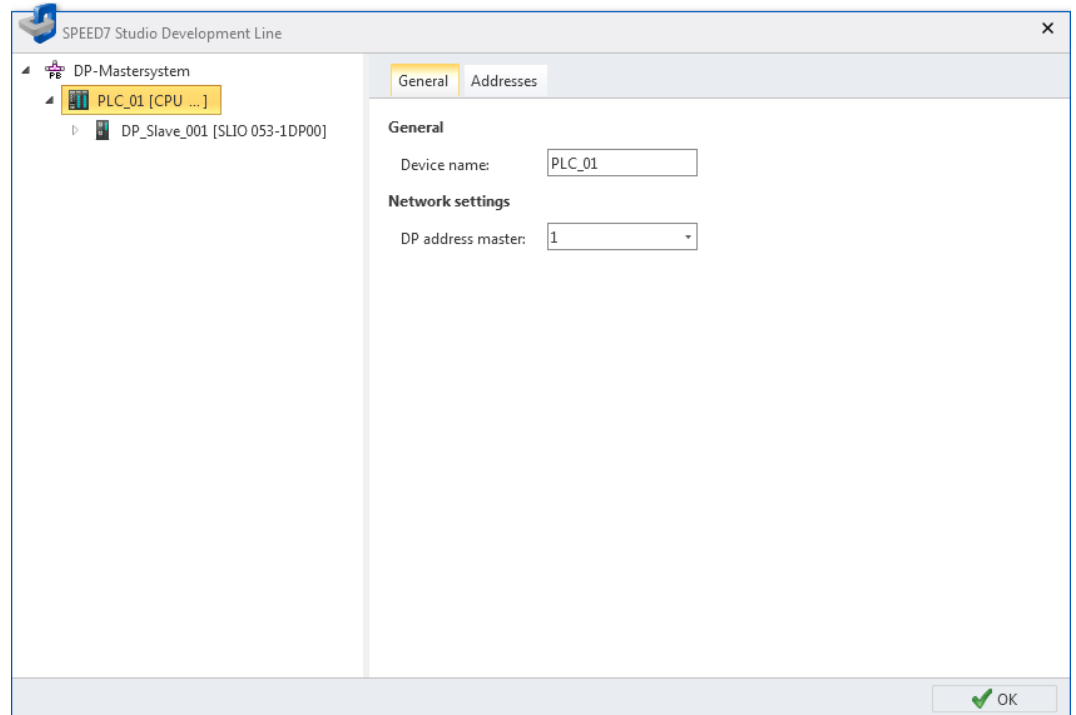 SPEED7 Studio Development Line
PB
DP-Mastersystem
PLC_01 [CPU ...]
DP_Slave_001 [SLIO 053-1DP00]
General
Addresses
General
Device name:
PLC_01
Network settings
DP address master:
1
OK